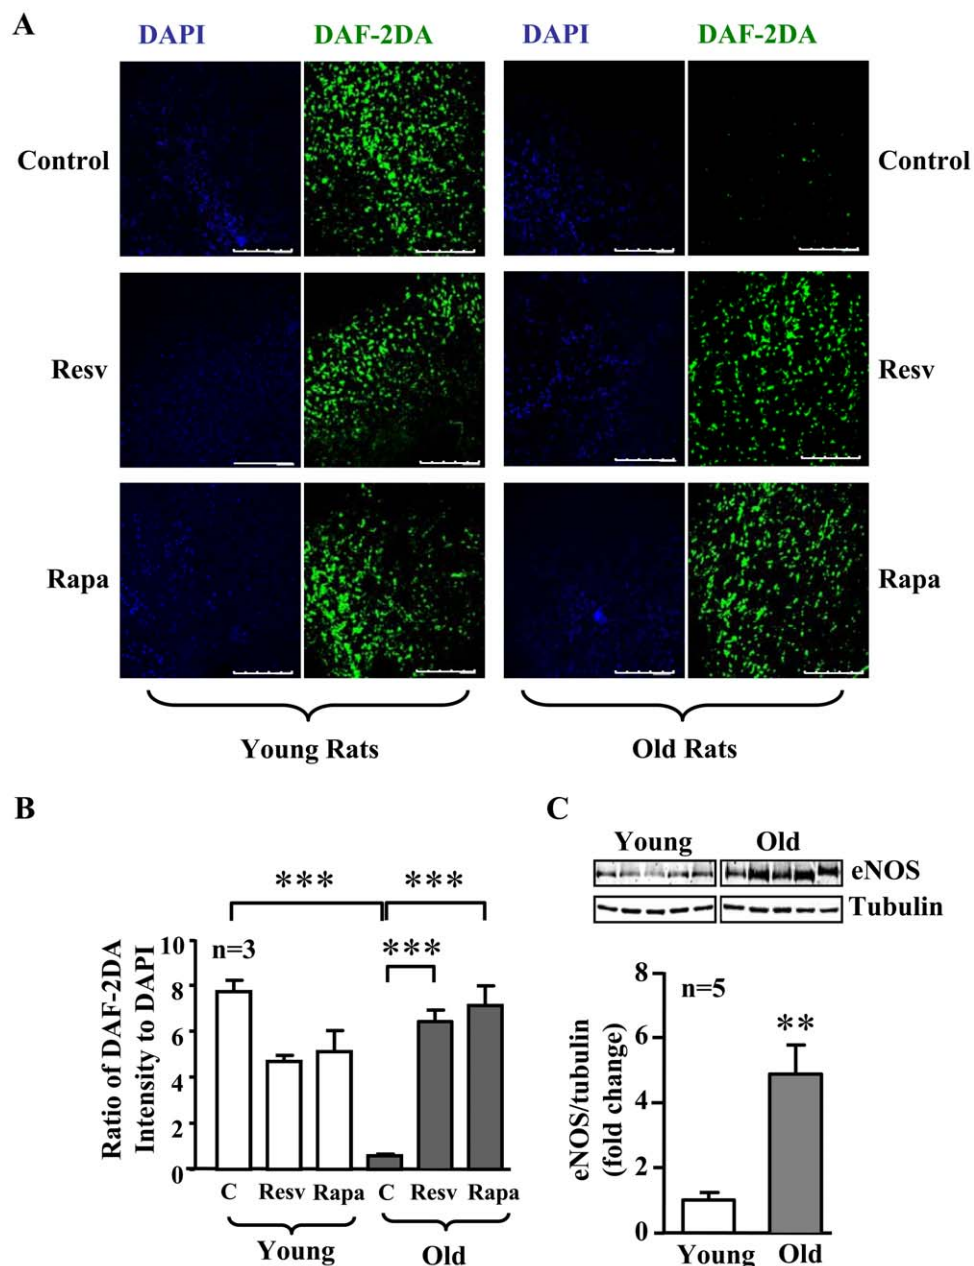 A
DAPI DAF-2DA DAPI DAF-2DA
Control Control
Resv Resv
Rapa Rapa
Young Rats Old Rats
B
*** ***
***
n=3
Ratio of DAF-2DA
Intensity to DAPI
10
8
6
4
2
0
C Resv Rapa C Resv Rapa
Young Old
C
Young Old
eNOS
Tubulin
n=5
**
eNOS/tubulin
(fold change)
8
6
4
2
0
Young Old